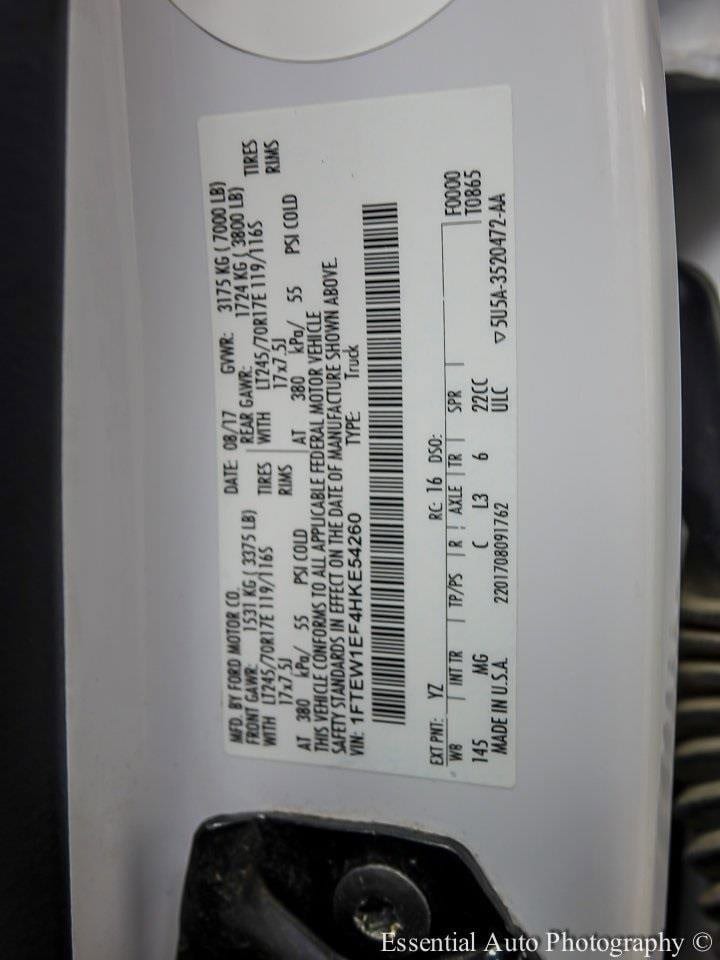 MFD. BY FORD MOTOR CO.
DATE: 08/17 GVWR: 3175 KG ( 7000 LB)
FRONT GAWR: 1531 KG ( 3375 LB)
REAR GAWR: 1724 KG ( 3800 LB)
WITH LT245/70R17E 119/116S TIRES
WITH LT245/70R17E 119/116S TIRES
17x7.5J RIMS
17x7.5J RIMS
AT 380 kPa/ 55 PSI COLD
AT 380 kPa/ 55 PSI COLD
THIS VEHICLE CONFORMS TO ALL APPLICABLE FEDERAL MOTOR VEHICLE
SAFETY STANDARDS IN EFFECT ON THE DATE OF MANUFACTURE SHOWN ABOVE.
VIN: 1FTEW1EF4HKE54260 TYPE: Truck
EXT PNT: YZ RC: 16 DSO: F0000
WB INT TR TP/PS R AXLE TR SPR T0865
145 MG C L3 6 22CC
MADE IN U.S.A. 2201708091762 ULC ▽5U5A-3520472-AA
Essential Auto Photography ©